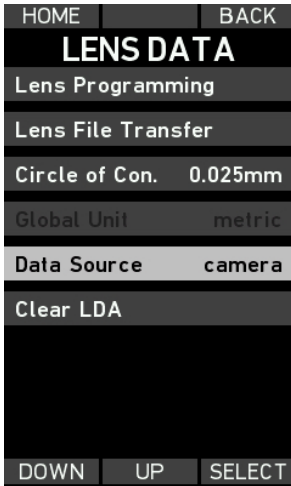 HOME BACK
LENS DATA
Lens Programming
Lens File Transfer
Circle of Con. 0.025mm
Global Unit metric
Data Source camera
Clear LDA
DOWN UP SELECT